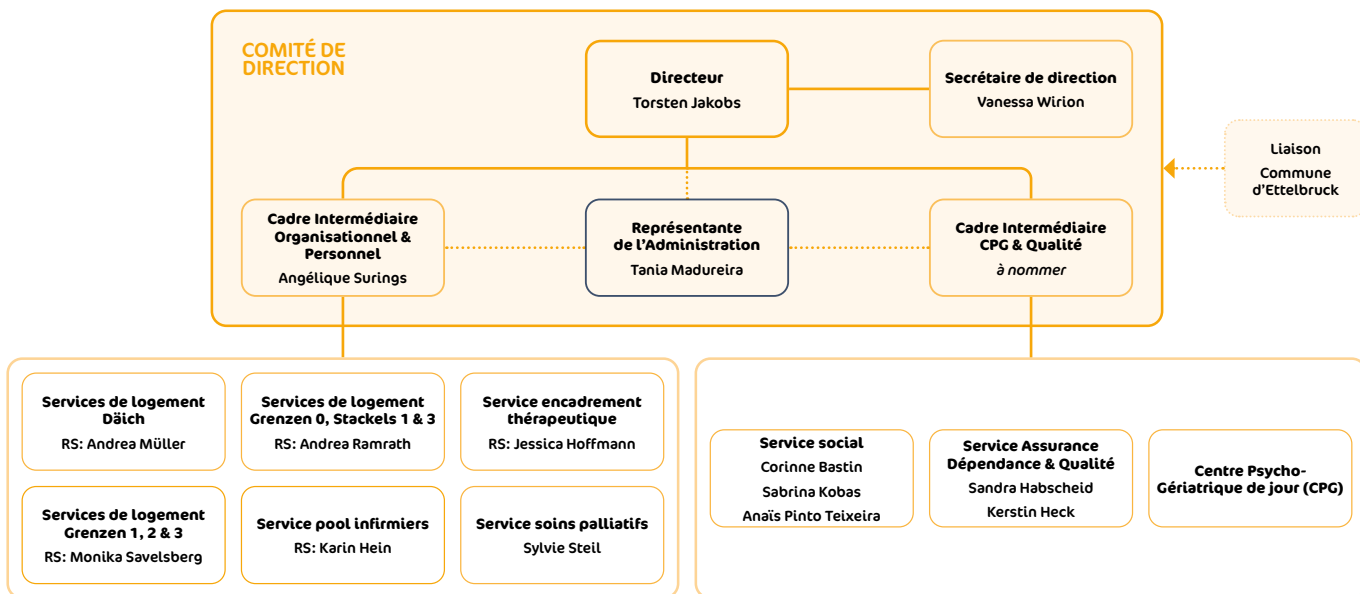 COMITÉ DE
DIRECTION
Directeur
Torsten Jakobs
Secrétaire de direction
Vanessa Wirion
Liaison
Commune
d'Ettelbruck
Cadre Intermédiaire
Organisationnel &
Personnel
Angélique Surings
Représentante
de l'Administration
Tania Madureira
Cadre Intermédiaire
CPG & Qualité
à nommer
Services de logement
Däich
RS: Andrea Müller
Services de logement
Grenzen 0, Stackels 1 & 3
RS: Andrea Ramrath
Service encadrement
thérapeutique
RS: Jessica Hoffmann
Services de logement
Grenzen 1, 2 & 3
RS: Monika Savelsberg
Service pool infirmiers
RS: Karin Hein
Service soins palliatifs
Sylvie Steil
Service social
Corinne Bastin
Sabrina Kobas
Anaïs Pinto Teixeira
Service Assurance
Dépendance & Qualité
Sandra Habscheid
Kerstin Heck
Centre Psycho-
Gériatrique de jour (CPG)